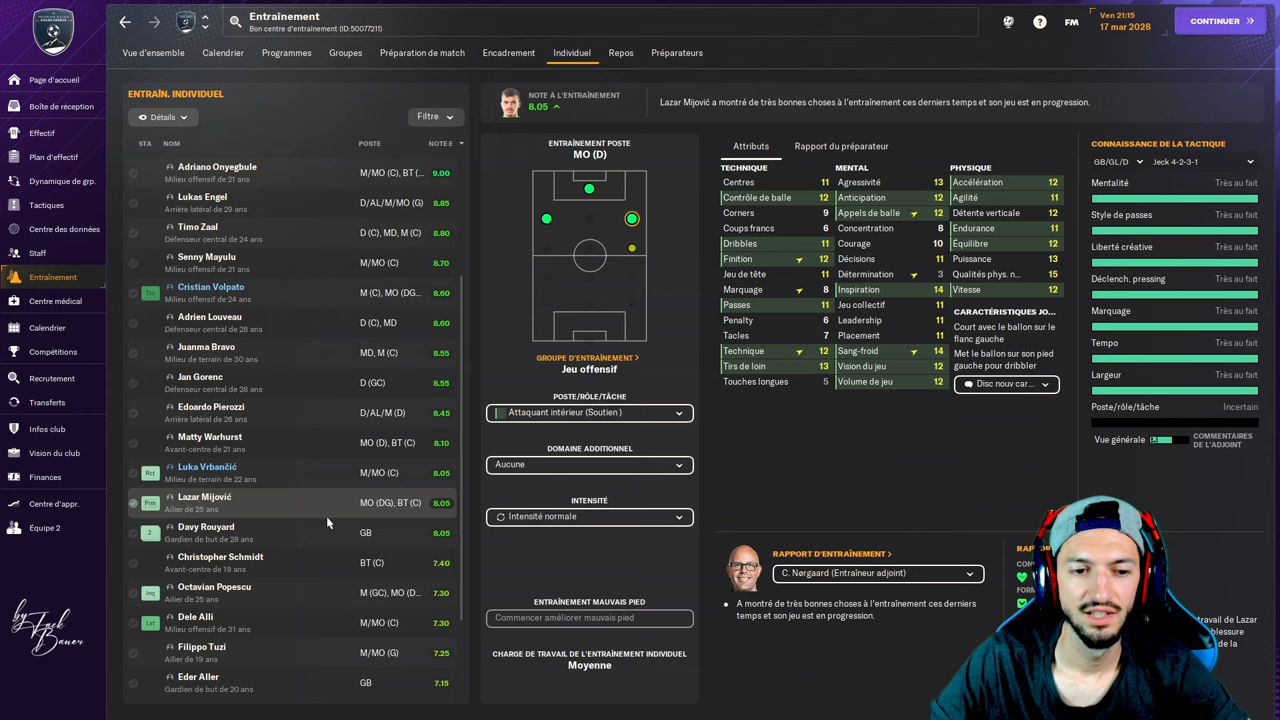 Entraînement
Bon centre d'entraînement (ID:50077211)
FM
Ven 21:15
17 mar 2028
CONTINUER
Vue d'ensemble
Calendrier
Programmes
Groupes
Préparation de match
Encadrement
Individuel
Repos
Préparateurs
Page d'accueil
Boîte de réception
Effectif
Plan d'effectif
Dynamique de grp.
Tactiques
Centre des données
Staff
Entraînement
Centre médical
Calendrier
Compétitions
Recrutement
Transferts
Infos club
Vision du club
Finances
Centre d'appr.
Équipe 2
by Jack Bauer
ENTRAÎN. INDIVIDUEL
Détails
Filtre
STA NOM POSTE NOTE E
Adriano Onyegbule
Milieu offensif de 21 ans
M/MO (C), BT (... 9.00
Lukas Engel
Arrière latéral de 29 ans
D/AL/M/MO (G) 8.85
Timo Zaal
Défenseur central de 24 ans
D (C), MD, M (C) 8.80
Senny Mayulu
Milieu offensif de 21 ans
M/MO (C) 8.70
Tm Cristian Volpato
Milieu offensif de 24 ans
M (C), MO (DG... 8.60
Adrien Louveau
Défenseur central de 28 ans
D (C), MD 8.60
Juanma Bravo
Milieu de terrain de 30 ans
MD, M (C) 8.55
Jan Gorenc
Défenseur central de 28 ans
D (GC) 8.55
Edoardo Pierozzi
Arrière latéral de 26 ans
D/AL/M (D) 8.45
Matty Warhurst
Avant-centre de 21 ans
MO (D), BT (C) 8.10
Rct Luka Vrbančić
Milieu de terrain de 22 ans
M/MO (C) 8.05
Prm Lazar Mijović
Ailier de 25 ans
MO (DG), BT (C) 8.05
2 Davy Rouyard
Gardien de but de 28 ans
GB 8.05
Christopher Schmidt
Avant-centre de 19 ans
BT (C) 7.40
Inq Octavian Popescu
Ailier de 25 ans
M (GC), MO (D... 7.30
Lst Dele Alli
Milieu offensif de 31 ans
M/MO (C) 7.30
Filippo Tuzi
Ailier de 19 ans
M/MO (G) 7.25
Eder Aller
Gardien de but de 20 ans
GB 7.15
NOTE À L'ENTRAÎNEMENT
8.05
Lazar Mijović a montré de très bonnes choses à l'entraînement ces derniers temps et son jeu est en progression.
ENTRAÎNEMENT POSTE
MO (D)
GROUPE D'ENTRAÎNEMENT
Jeu offensif
POSTE/RÔLE/TÂCHE
Attaquant intérieur (Soutien )
DOMAINE ADDITIONNEL
Aucune
INTENSITÉ
Intensité normale
ENTRAÎNEMENT MAUVAIS PIED
Commencer améliorer mauvais pied
CHARGE DE TRAVAIL DE L'ENTRAÎNEMENT INDIVIDUEL
Moyenne
Attributs
Rapport du préparateur
TECHNIQUE
Centres 11
Contrôle de balle 12
Corners 9
Coups francs 6
Dribbles 11
Finition 12
Jeu de tête 11
Marquage 8
Passes 11
Penalty 6
Tacles 7
Technique 12
Tirs de loin 13
Touches longues 5
MENTAL
Agressivité 13
Anticipation 12
Appels de balle 12
Concentration 8
Courage 10
Décisions 11
Détermination 3
Inspiration 14
Jeu collectif 11
Leadership 11
Placement 11
Sang-froid 14
Vision du jeu 12
Volume de jeu 12
PHYSIQUE
Accélération 12
Agilité 11
Détente verticale 12
Endurance 11
Équilibre 12
Puissance 13
Qualités phys. n... 15
Vitesse 12
CARACTÉRISTIQUES JO...
Court avec le ballon sur le
flanc gauche
Met le ballon sur son pied
gauche pour dribbler
Disc nouv car...
CONNAISSANCE DE LA TACTIQUE
GB/GL/D
Jeck 4-2-3-1
Mentalité Très au fait
Style de passes Très au fait
Liberté créative Très au fait
Déclench. pressing Très au fait
Marquage Très au fait
Tempo Très au fait
Largeur Très au fait
Poste/rôle/tâche Incertain
Vue générale
COMMENTAIRES
DE L'ADJOINT
RAPPORT D'ENTRAÎNEMENT
C. Nørgaard (Entraîneur adjoint)
A montré de très bonnes choses à l'entraînement ces derniers
temps et son jeu est en progression.
travail de Lazar
blessure
de la